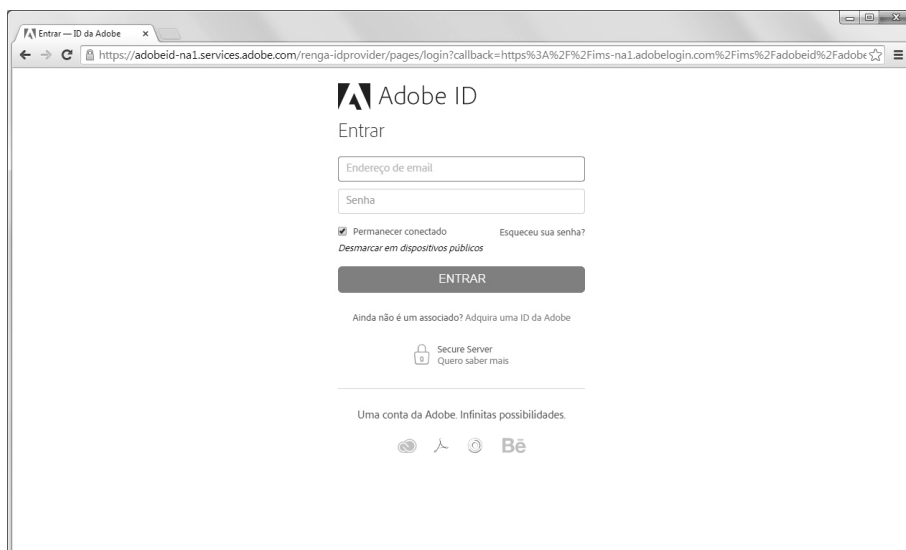 Entrar — ID da Adobe
https://adobeid-na1.services.adobe.com/renga-idprovider/pages/login?callback=https%3A%2F%2Fims-na1.adobelogin.com%2Fims%2Fadobeid%2Fadobe
Adobe ID
Entrar
Endereço de email
Senha
Permanecer conectado
Esqueceu sua senha?
Desmarcar em dispositivos públicos
ENTRAR
Ainda não é um associado? Adquira uma ID da Adobe
Secure Server
Quero saber mais
Uma conta da Adobe. Infinitas possibilidades.
Bē